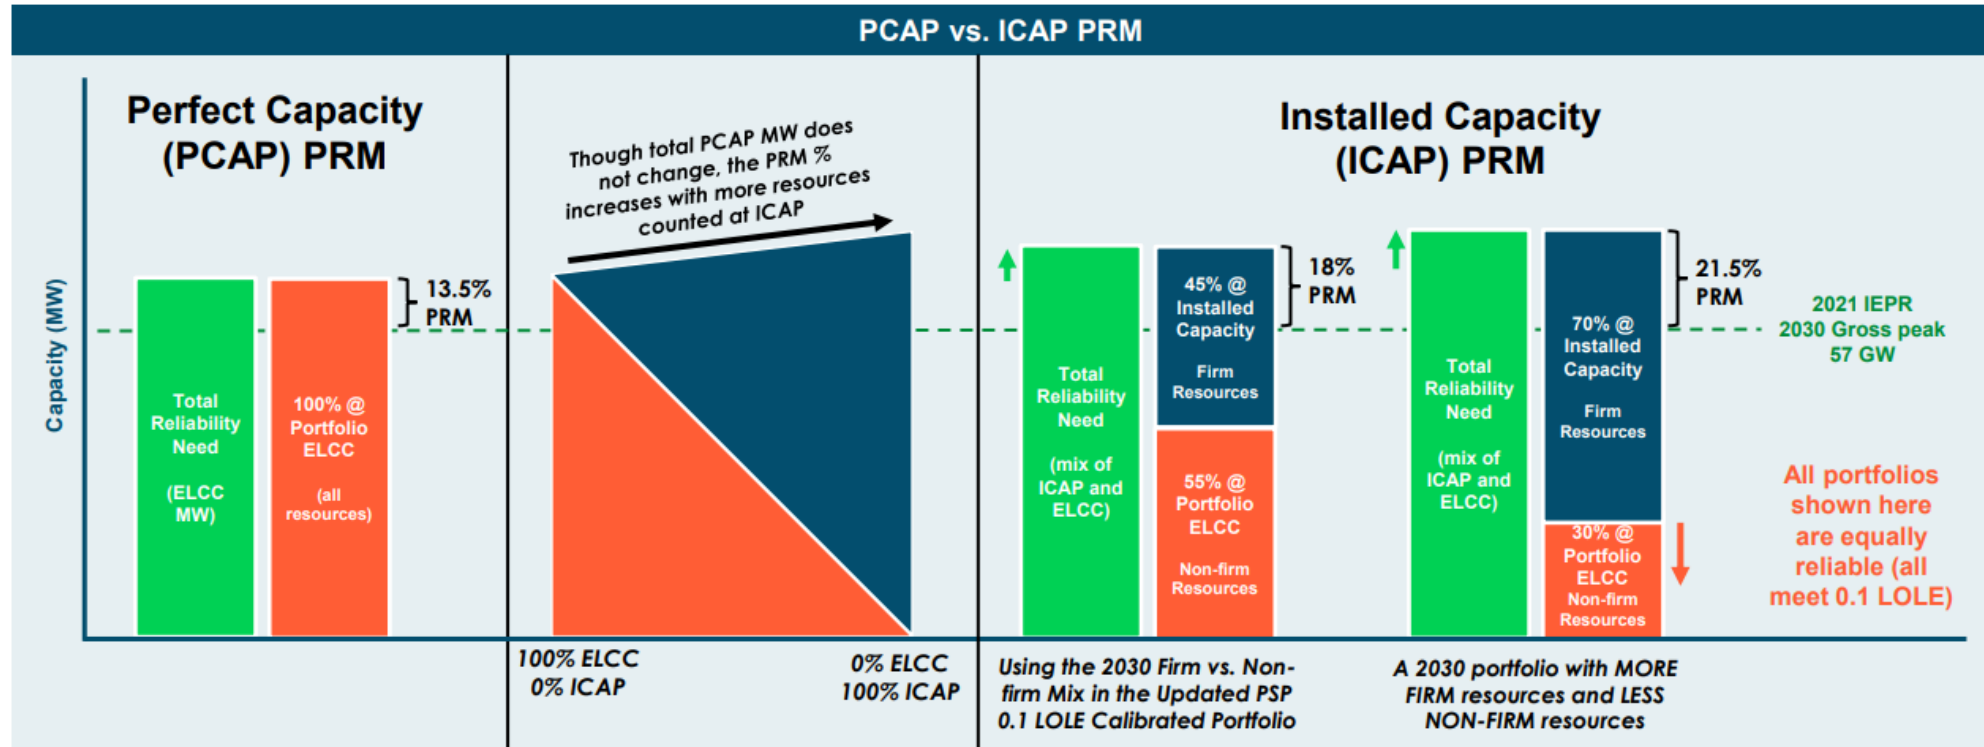 PCAP vs. ICAP PRM
Perfect Capacity
(PCAP) PRM
Capacity (MW)
Total
Reliability
Need
(ELCC
MW)
100% @
Portfolio
ELCC
(all
resources)
13.5%
PRM
Though total PCAP MW does
not change, the PRM %
increases with more resources
counted at ICAP
100% ELCC
0% ICAP
0% ELCC
100% ICAP
Installed Capacity
(ICAP) PRM
Total
Reliability
Need
(mix of
ICAP and
ELCC)
45% @
Installed
Capacity
Firm
Resources
55% @
Portfolio
ELCC
Non-firm
Resources
18%
PRM
Using the 2030 Firm vs. Non-
firm Mix in the Updated PSP
0.1 LOLE Calibrated Portfolio
Total
Reliability
Need
(mix of
ICAP and
ELCC)
70% @
Installed
Capacity
Firm
Resources
30% @
Portfolio
ELCC
Non-firm
Resources
21.5%
PRM
A 2030 portfolio with MORE
FIRM resources and LESS
NON-FIRM resources
2021 IEPR
2030 Gross peak
57 GW
All portfolios
shown here
are equally
reliable (all
meet 0.1 LOLE)